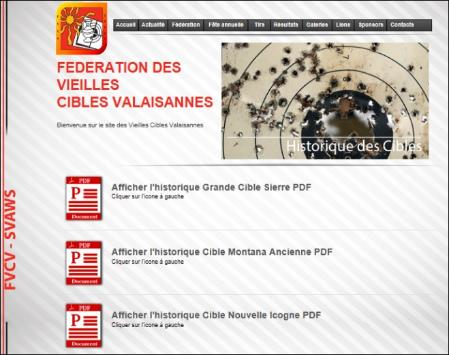 Accueil Actualité Fédération Fête annuelle Tirs Résultats Galeries Liens Sponsors Contacts
FEDERATION DES
VIEILLES
CIBLES VALAISANNES
Bienvenue sur le site des Vieilles Cibles Valaisannes
Historique des Cibles
FVCV - SVAWS
PDF
P
Document
Afficher l'historique Grande Cible Sierre PDF
Cliquer sur l'icone à gauche
PDF
P
Document
Afficher l'historique Cible Montana Ancienne PDF
Cliquer sur l'icone à gauche
PDF
P
Document
Afficher l'historique Cible Nouvelle Icogne PDF
Cliquer sur l'icone à gauche